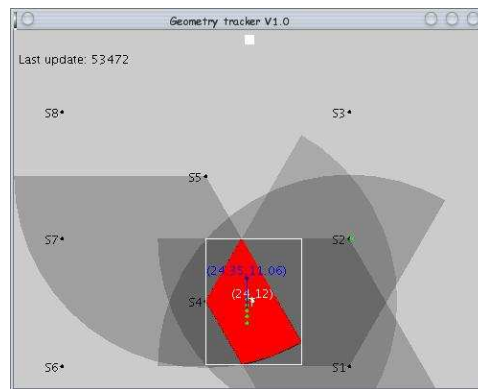 Geometry tracker V1.0
Last update: 53472
S8
S3
S5
S7
S2
(24.35, 11.06)
(24,12)
S4
S6
S1